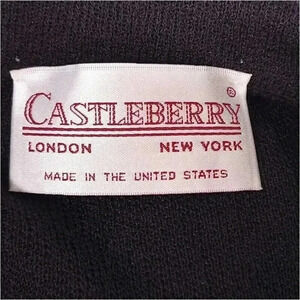 CASTLEBERRY®
LONDON NEW YORK
MADE IN THE UNITED STATES